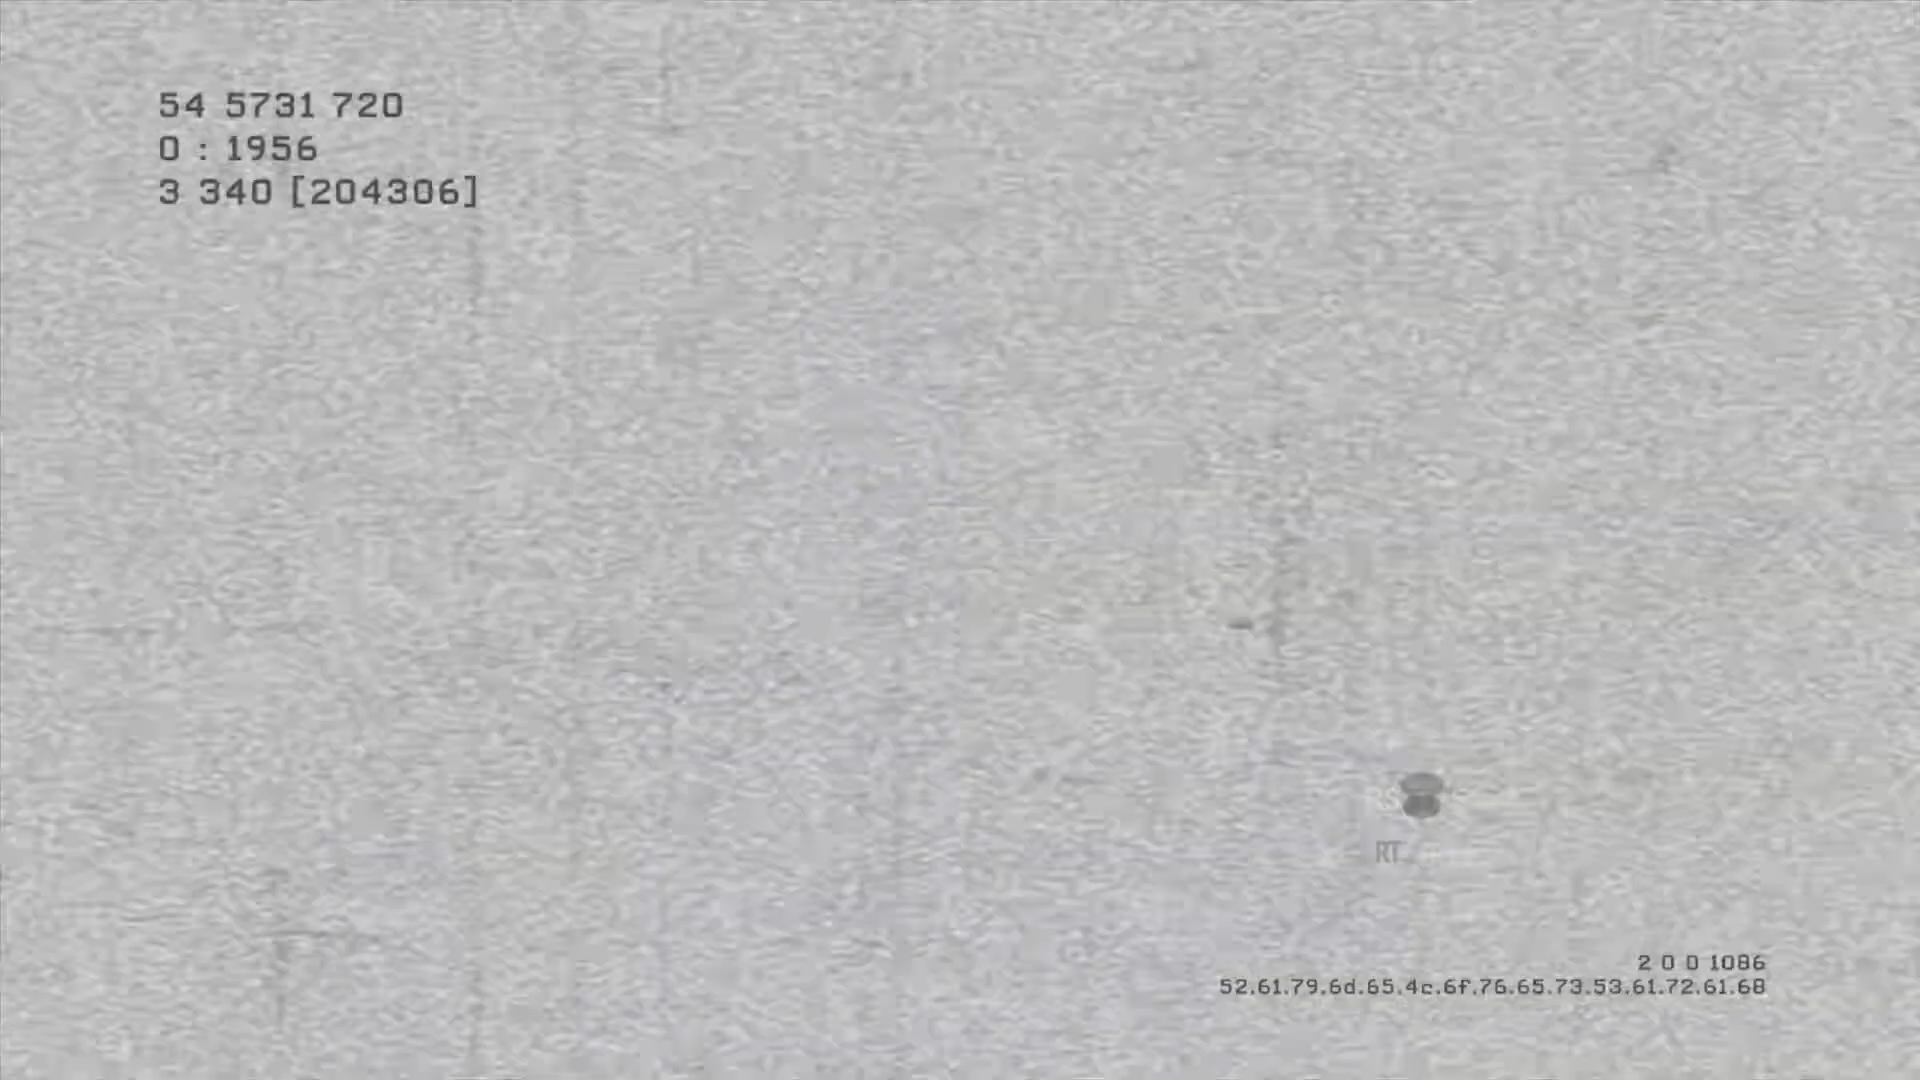 54 5731 720
0 : 1956
3 340 [204306]
RT
2 0 0 1086
52.61.79.6d.65.4c.6f.76.65.73.53.61.72.61.68